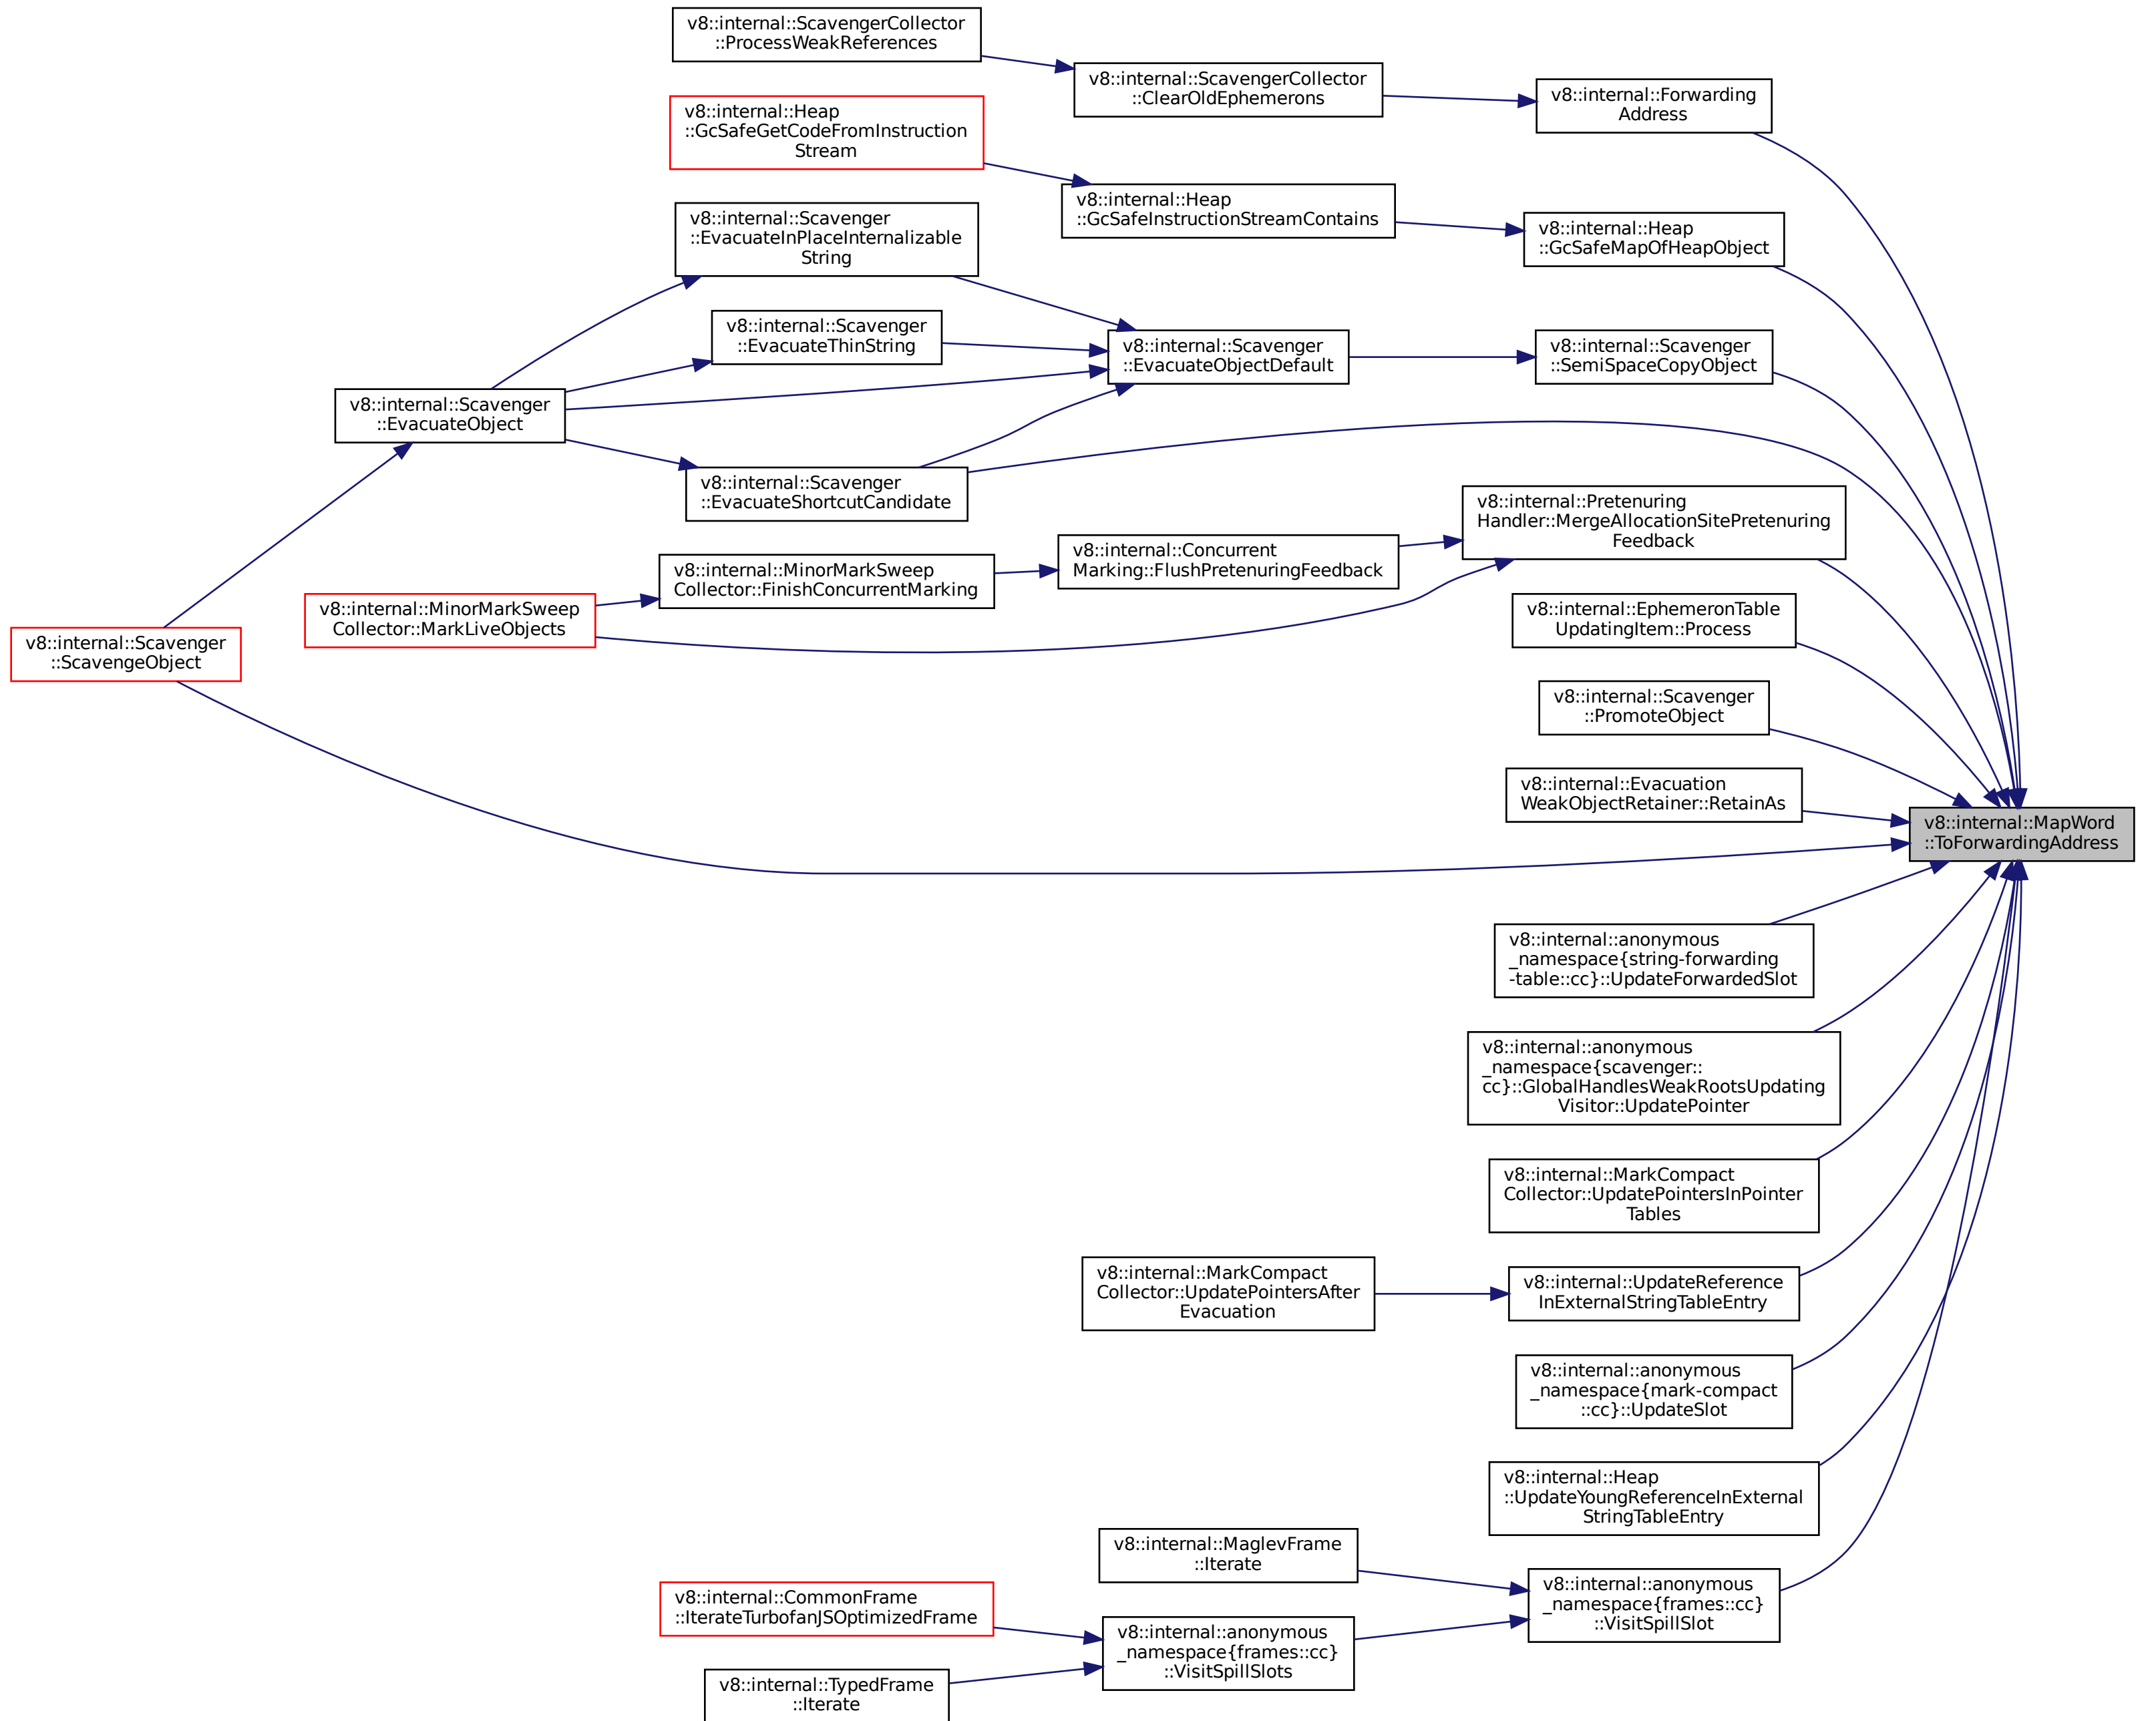 v8::internal::ScavengerCollector
::ProcessWeakReferences
v8::internal::ScavengerCollector
::ClearOldEphemerons
v8::internal::Forwarding
Address
v8::internal::Heap
::GcSafeGetCodeFromInstruction
Stream
v8::internal::Heap
::GcSafeInstructionStreamContains
v8::internal::Heap
::GcSafeMapOfHeapObject
v8::internal::Scavenger
::EvacuateInPlaceInternalizable
String
v8::internal::Scavenger
::EvacuateThinString
v8::internal::Scavenger
::EvacuateObjectDefault
v8::internal::Scavenger
::SemiSpaceCopyObject
v8::internal::Scavenger
::EvacuateObject
v8::internal::Scavenger
::EvacuateShortcutCandidate
v8::internal::Pretenuring
Handler::MergeAllocationSitePretenuring
Feedback
v8::internal::Concurrent
Marking::FlushPretenuringFeedback
v8::internal::MinorMarkSweep
Collector::FinishConcurrentMarking
v8::internal::MinorMarkSweep
Collector::MarkLiveObjects
v8::internal::EphemeronTable
UpdatingItem::Process
v8::internal::Scavenger
::ScavengeObject
v8::internal::Scavenger
::PromoteObject
v8::internal::Evacuation
WeakObjectRetainer::RetainAs
v8::internal::MapWord
::ToForwardingAddress
v8::internal::anonymous
_namespace{string-forwarding
-table::cc}::UpdateForwardedSlot
v8::internal::anonymous
_namespace{scavenger::
cc}::GlobalHandlesWeakRootsUpdating
Visitor::UpdatePointer
v8::internal::MarkCompact
Collector::UpdatePointersInPointer
Tables
v8::internal::MarkCompact
Collector::UpdatePointersAfter
Evacuation
v8::internal::UpdateReference
InExternalStringTableEntry
v8::internal::anonymous
_namespace{mark-compact
::cc}::UpdateSlot
v8::internal::Heap
::UpdateYoungReferenceInExternal
StringTableEntry
v8::internal::MaglevFrame
::Iterate
v8::internal::anonymous
_namespace{frames::cc}
::VisitSpillSlot
v8::internal::CommonFrame
::IterateTurbofanJSOptimizedFrame
v8::internal::anonymous
_namespace{frames::cc}
::VisitSpillSlots
v8::internal::TypedFrame
::Iterate